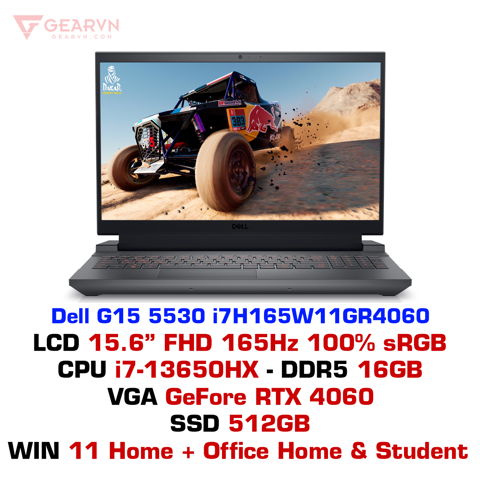 GEARVN
GEARVN.COM
DAKAR
DELL
Dell G15 5530 i7H165W11GR4060
LCD 15.6” FHD 165Hz 100% sRGB
CPU i7-13650HX - DDR5 16GB
VGA GeFore RTX 4060
SSD 512GB
WIN 11 Home + Office Home & Student